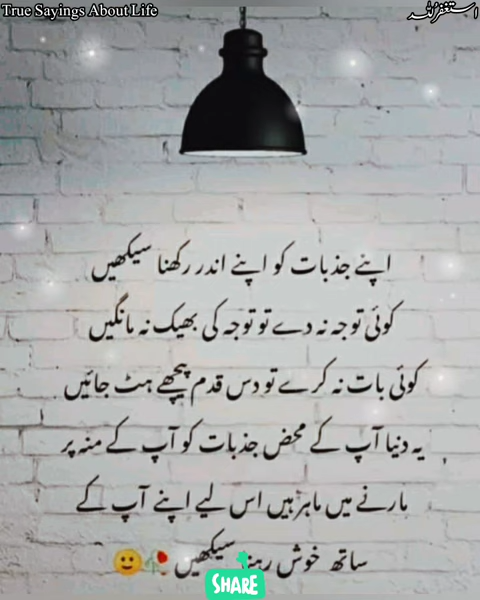 True Sayings About Life
استغفراللہ
اپنے جذبات کو اپنے اندر رکھنا سیکھیں
کوئی توجہ نہ دے تو توجہ کی بھیک نہ مانگیں
کوئی بات نہ کرے تو دس قدم پیچھے ہٹ جائیں
یہ دنیا آپ کے محض جذبات کو آپ کے منہ پر
مارنے میں ماہر ہیں اس لیے اپنے آپ کے
ساتھ خوش رہنا سیکھیں 🥀🙂
SHARE